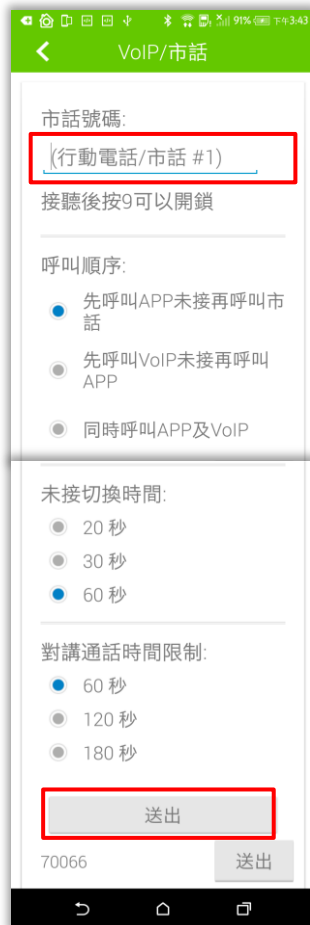 91% 下午3:43
VoIP/市話
市話號碼:
(行動電話/市話 #1)
接聽後按9可以開鎖
呼叫順序:
先呼叫APP未接再呼叫市
話
先呼叫VoIP未接再呼叫
APP
同時呼叫APP及VoIP
未接切換時間:
20 秒
30 秒
60 秒
對講通話時間限制:
60 秒
120 秒
180 秒
送出
70066 送出